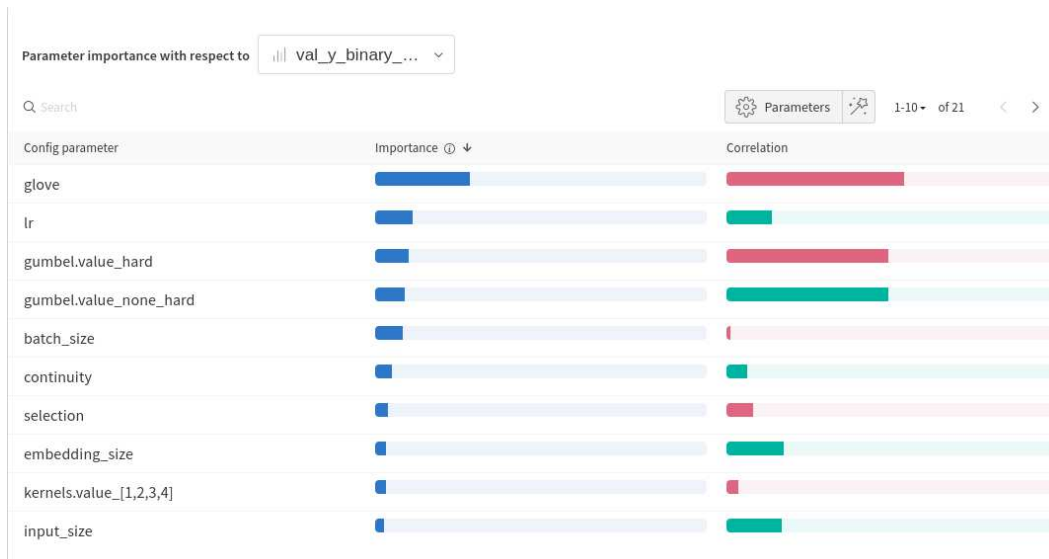 Parameter importance with respect to val_y_binary_...
Search Parameters 1-10 of 21
Config parameter Importance Correlation
glove
lr
gumbel.value_hard
gumbel.value_none_hard
batch_size
continuity
selection
embedding_size
kernels.value_[1,2,3,4]
input_size